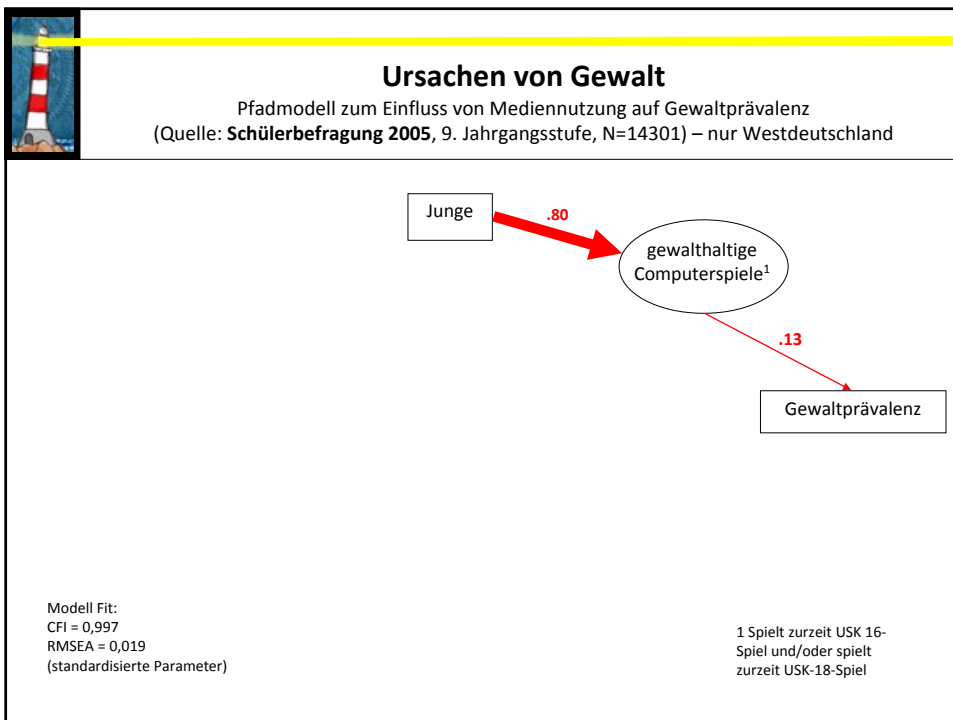 Ursachen von Gewalt
Pfadmodell zum Einfluss von Mediennutzung auf Gewaltprävalenz
(Quelle: Schülerbefragung 2005, 9. Jahrgangsstufe, N=14301) – nur Westdeutschland
Junge
.80
gewalthaltige
Computerspiele¹
.13
Gewaltprävalenz
Modell Fit:
CFI = 0,997
RMSEA = 0,019
(standardisierte Parameter)
1 Spielt zurzeit USK 16-
Spiel und/oder spielt
zurzeit USK-18-Spiel